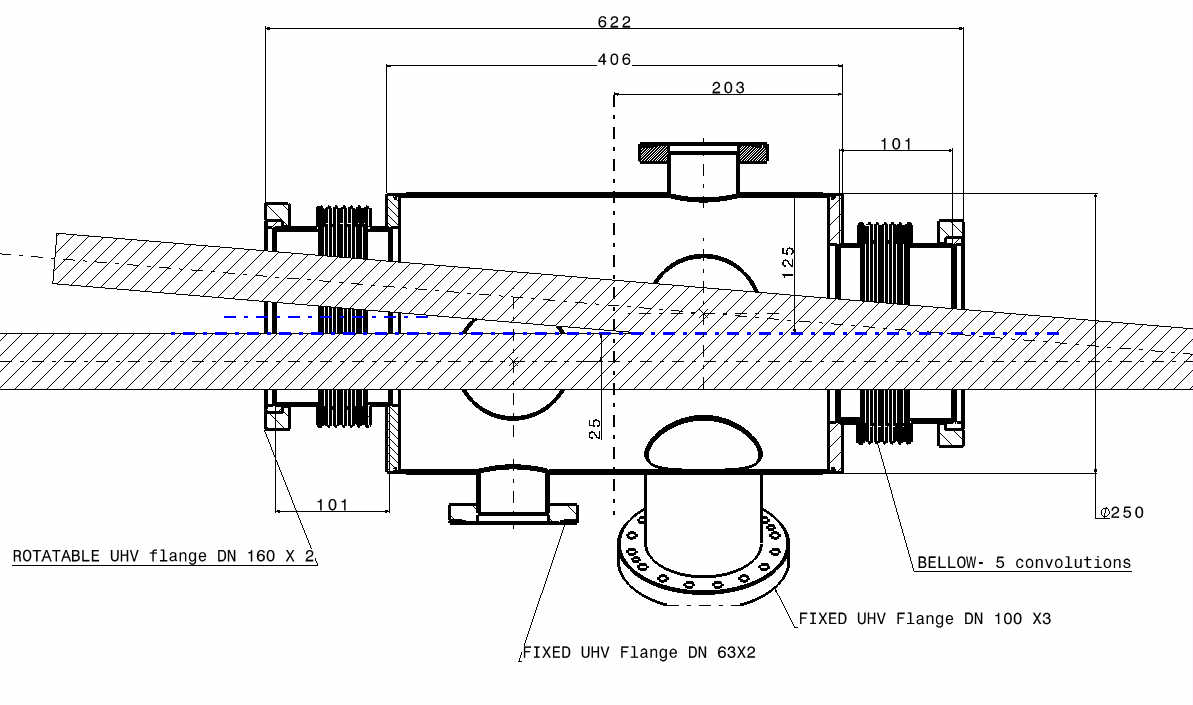 622
406
203
101
125
25
101
⌀250
ROTATABLE UHV flange DN 160 X 2
BELLOW- 5 convolutions
FIXED UHV Flange DN 100 X3
FIXED UHV Flange DN 63X2